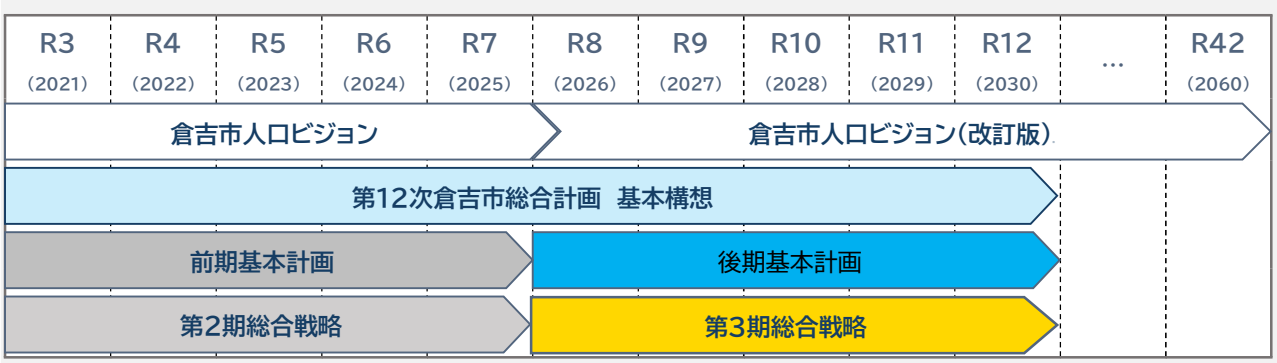 R3 R4 R5 R6 R7 R8 R9 R10 R11 R12 … R42
(2021) (2022) (2023) (2024) (2025) (2026) (2027) (2028) (2029) (2030) (2060)
倉吉市人口ビジョン 倉吉市人口ビジョン(改訂版)
第12次倉吉市総合計画 基本構想
前期基本計画 後期基本計画
第2期総合戦略 第3期総合戦略